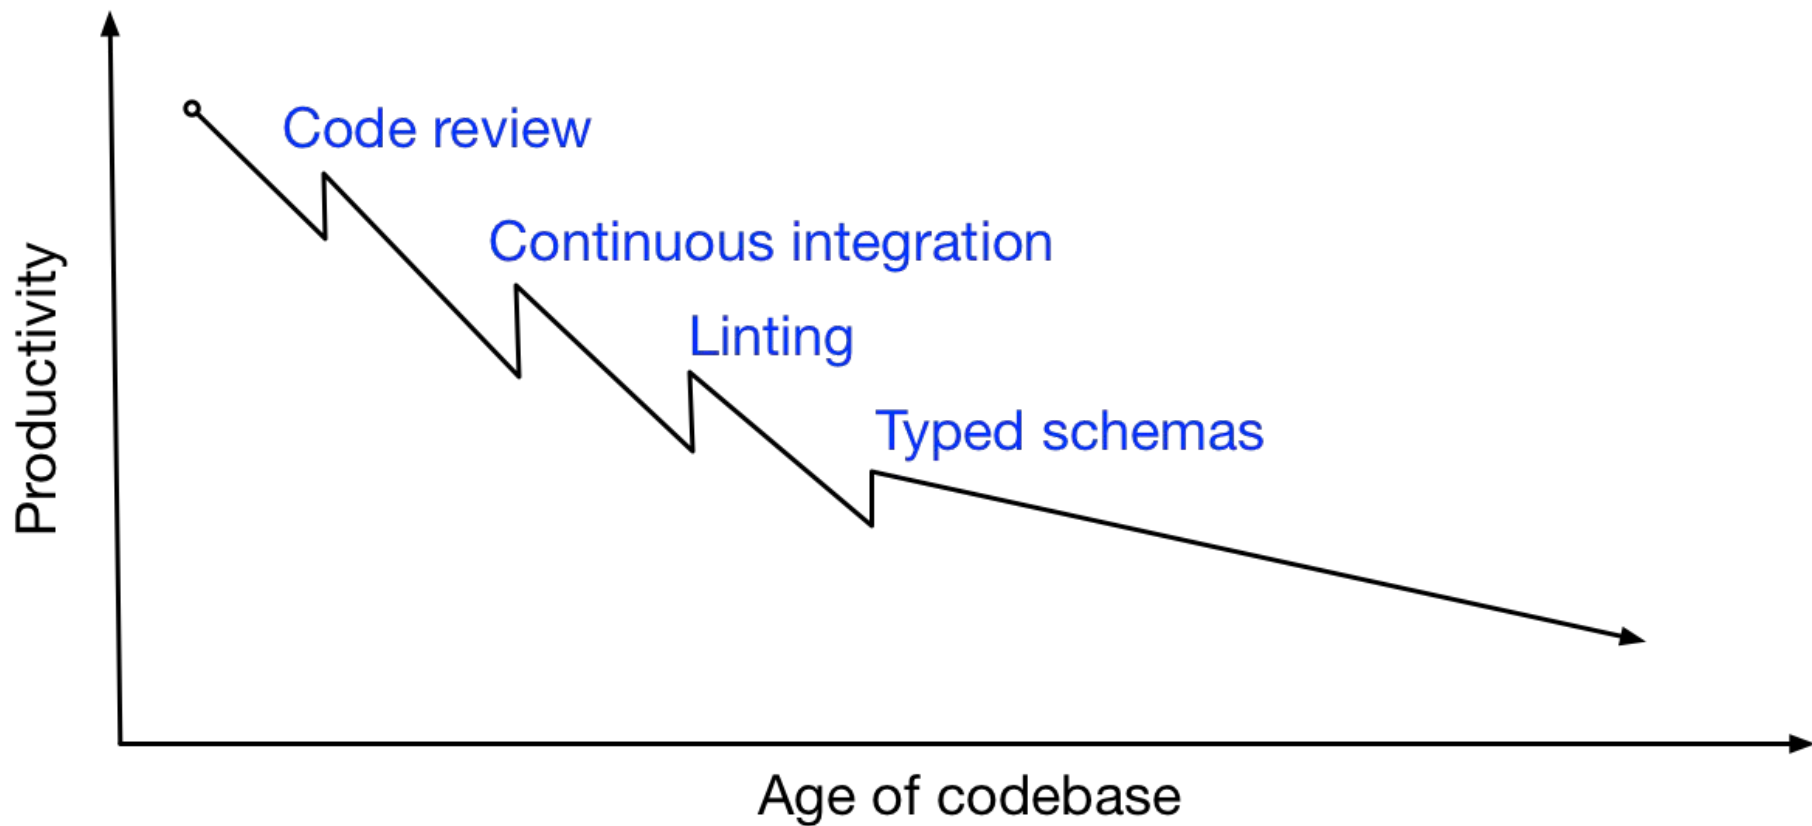 Code review
Continuous integration
Linting
Typed schemas
Productivity
Age of codebase